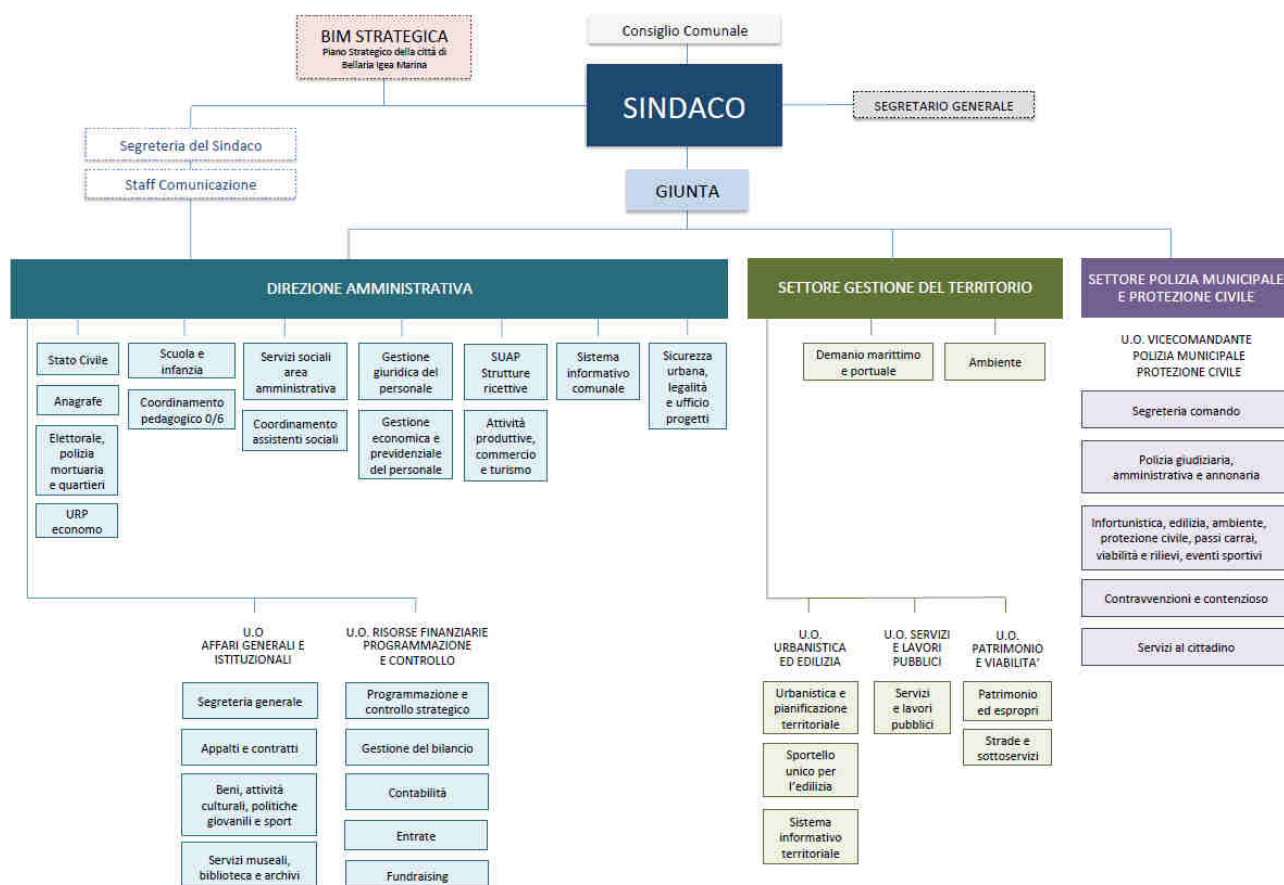 BIM STRATEGICA
Piano Strategico della città di
Bellaria Igea Marina
Consiglio Comunale
SINDACO
SEGRETARIO GENERALE
Segreteria del Sindaco
Staff Comunicazione
GIUNTA
DIREZIONE AMMINISTRATIVA
SETTORE GESTIONE DEL TERRITORIO
SETTORE POLIZIA MUNICIPALE
E PROTEZIONE CIVILE
Stato Civile
Anagrafe
Elettorale,
polizia
mortuaria
e quartieri
URP
economo
Scuola e
infanzia
Coordinamento
pedagogico 0/6
Servizi sociali
area
amministrativa
Coordinamento
assistenti sociali
Gestione
giuridica del
personale
Gestione
economica e
previdenziale
del personale
SUAP
Strutture
ricettive
Attività
produttive,
commercio
e turismo
Sistema
informativo
comunale
Sicurezza
urbana,
legalità
e ufficio
progetti
Demanio marittimo
e portuale
Ambiente
U.O. VICECOMANDANTE
POLIZIA MUNICIPALE
PROTEZIONE CIVILE
Segreteria comando
Polizia giudiziaria,
amministrativa e annonaria
Infortunistica, edilizia, ambiente,
protezione civile, passi carrai,
viabilità e rilievi, eventi sportivi
Contravvenzioni e contenzioso
Servizi al cittadino
U.O
AFFARI GENERALI E
ISTITUZIONALI
Segreteria generale
Appalti e contratti
Beni, attività
culturali, politiche
giovanili e sport
Servizi museali,
biblioteca e archivi
U.O. RISORSE FINANZIARIE
PROGRAMMAZIONE
E CONTROLLO
Programmazione e
controllo strategico
Gestione del bilancio
Contabilità
Entrate
Fundraising
U.O.
URBANISTICA
ED EDILIZIA
Urbanistica e
pianificazione
territoriale
Sportello
unico per
l'edilizia
Sistema
informativo
territoriale
U.O. SERVIZI
E LAVORI
PUBBLICI
Servizi
e lavori
pubblici
U.O.
PATRIMONIO
E VIABILITA'
Patrimonio
ed espropri
Strade e
sottoservizi